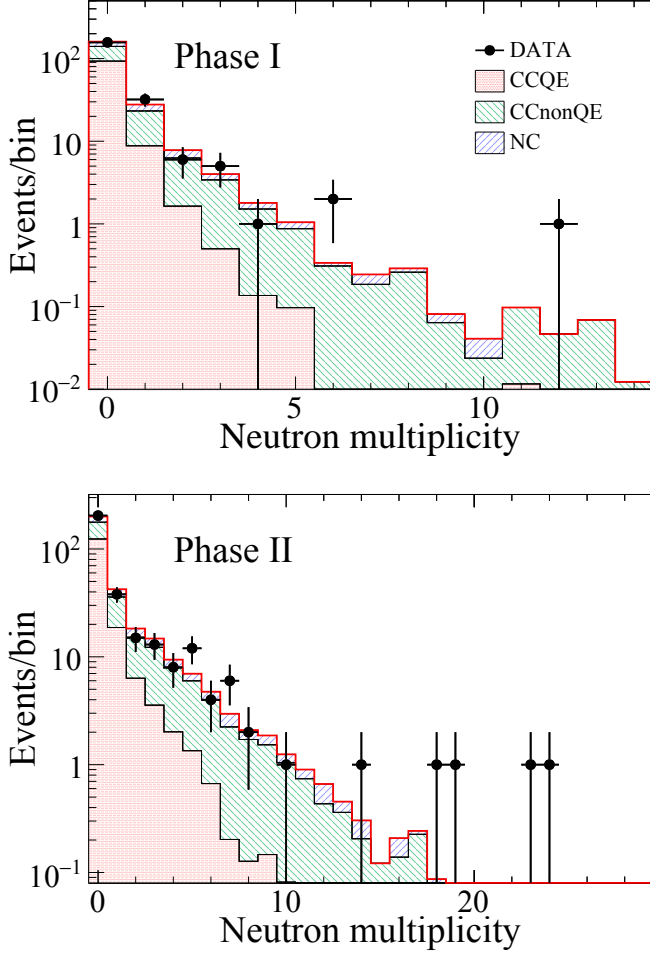 Phase I
DATA
CCQE
CCnonQE
NC
Events/bin
10²
10
1
10⁻¹
10⁻²
0 5 10
Neutron multiplicity
Phase II
Events/bin
10²
10
1
10⁻¹
0 10 20
Neutron multiplicity